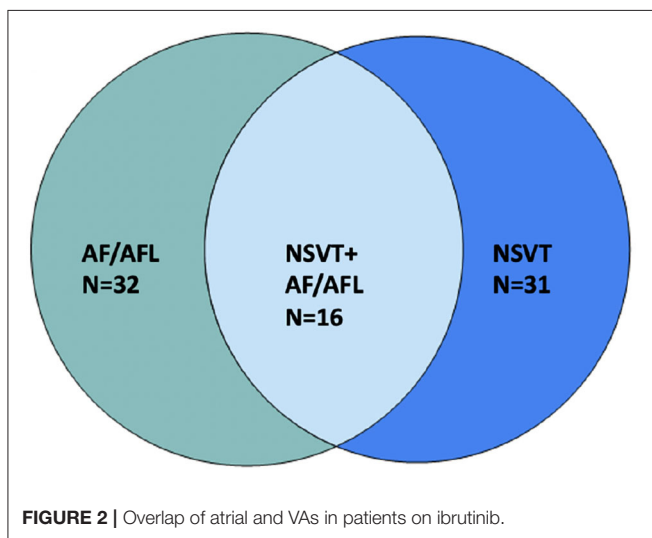 AF/AFL
N=32
NSVT+
AF/AFL
N=16
NSVT
N=31
FIGURE 2 | Overlap of atrial and VAs in patients on ibrutinib.